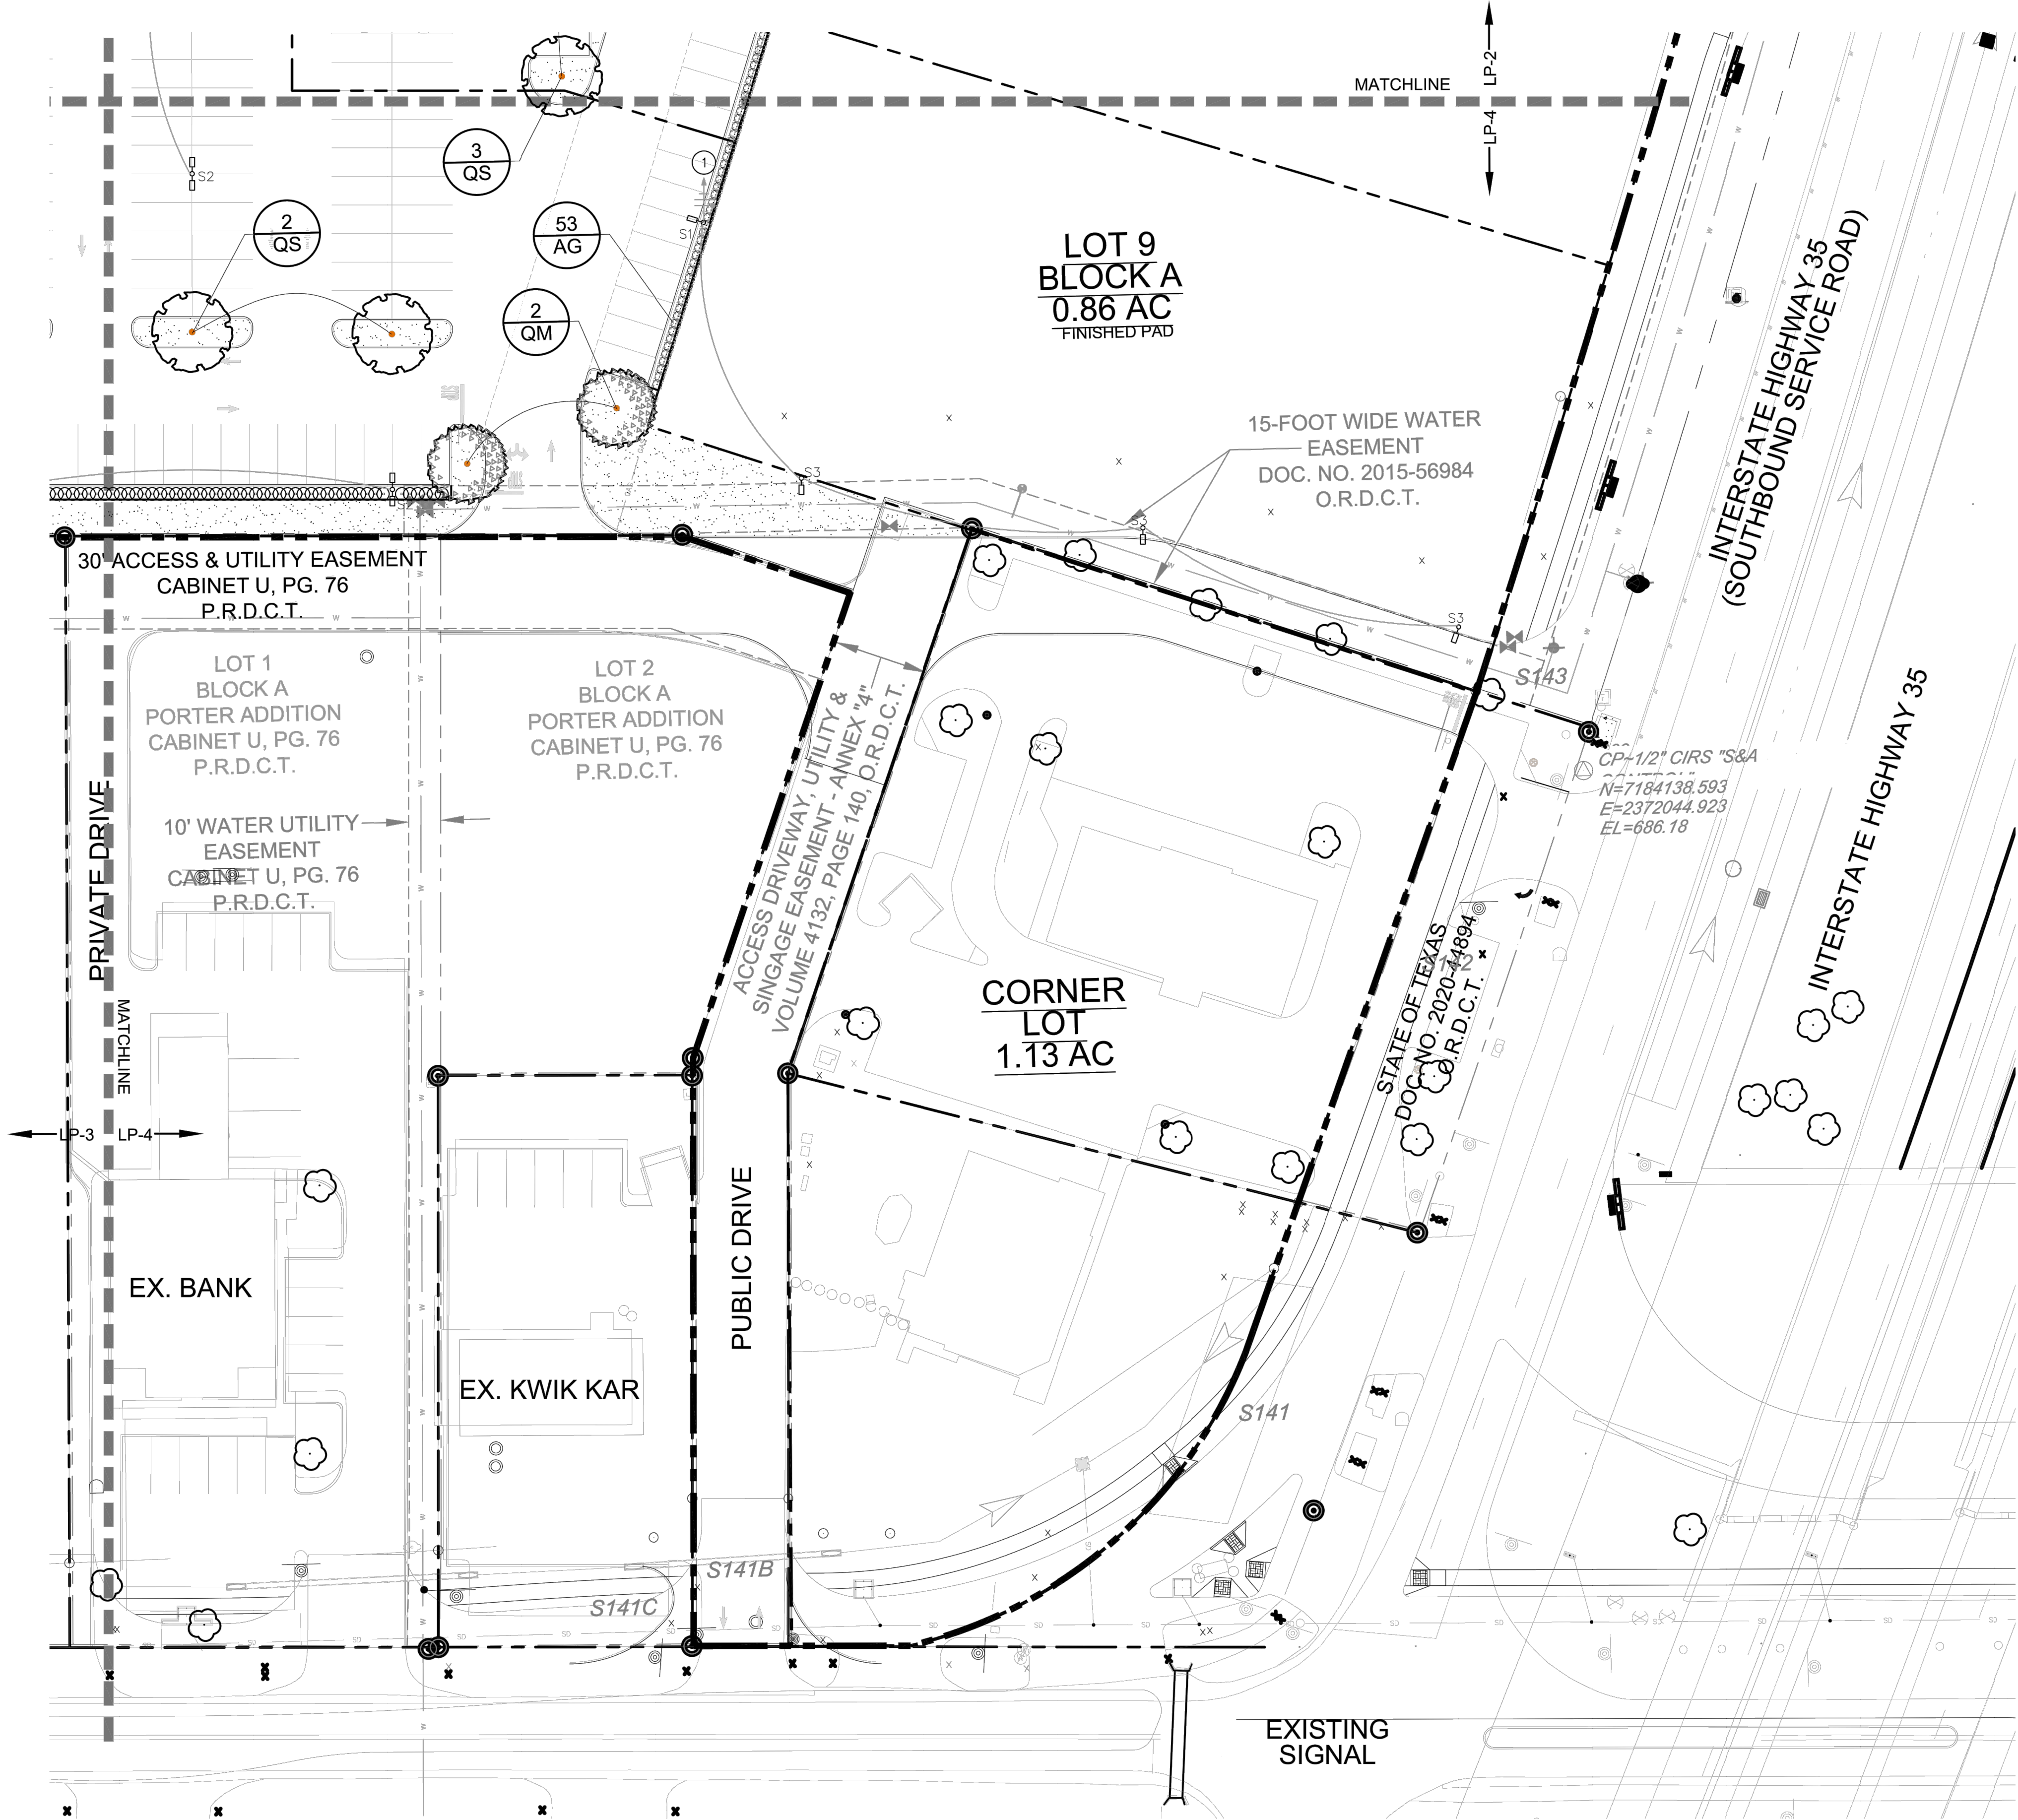 MATCHLINE
LP-2
LP-4
3
QS
2
QS
53
AG
2
QM
1
S2
S1
LOT 9
BLOCK A
0.86 AC
FINISHED PAD
INTERSTATE HIGHWAY 35
(SOUTHBOUND SERVICE ROAD)
15-FOOT WIDE WATER
EASEMENT
DOC. NO. 2015-56984
O.R.D.C.T.
S3
S3
S3
30' ACCESS & UTILITY EASEMENT
CABINET U, PG. 76
P.R.D.C.T.
LOT 1
BLOCK A
PORTER ADDITION
CABINET U, PG. 76
P.R.D.C.T.
LOT 2
BLOCK A
PORTER ADDITION
CABINET U, PG. 76
P.R.D.C.T.
10' WATER UTILITY
EASEMENT
CABINET U, PG. 76
P.R.D.C.T.
PRIVATE DRIVE
MATCHLINE
LP-3
LP-4
ACCESS DRIVEWAY, UTILITY &
SINGAGE EASEMENT - ANNEX "4"
VOLUME 4132, PAGE 140, O.R.D.C.T.
S143
CP~1/2" CIRS "S&A
N=7184138.593
E=2372044.923
EL=686.18
INTERSTATE HIGHWAY 35
CORNER
LOT
1.13 AC
STATE OF TEXAS
DOC. NO. 2020-44894
O.R.D.C.T.
S142
EX. BANK
EX. KWIK KAR
PUBLIC DRIVE
S141
S141B
S141C
EXISTING
SIGNAL